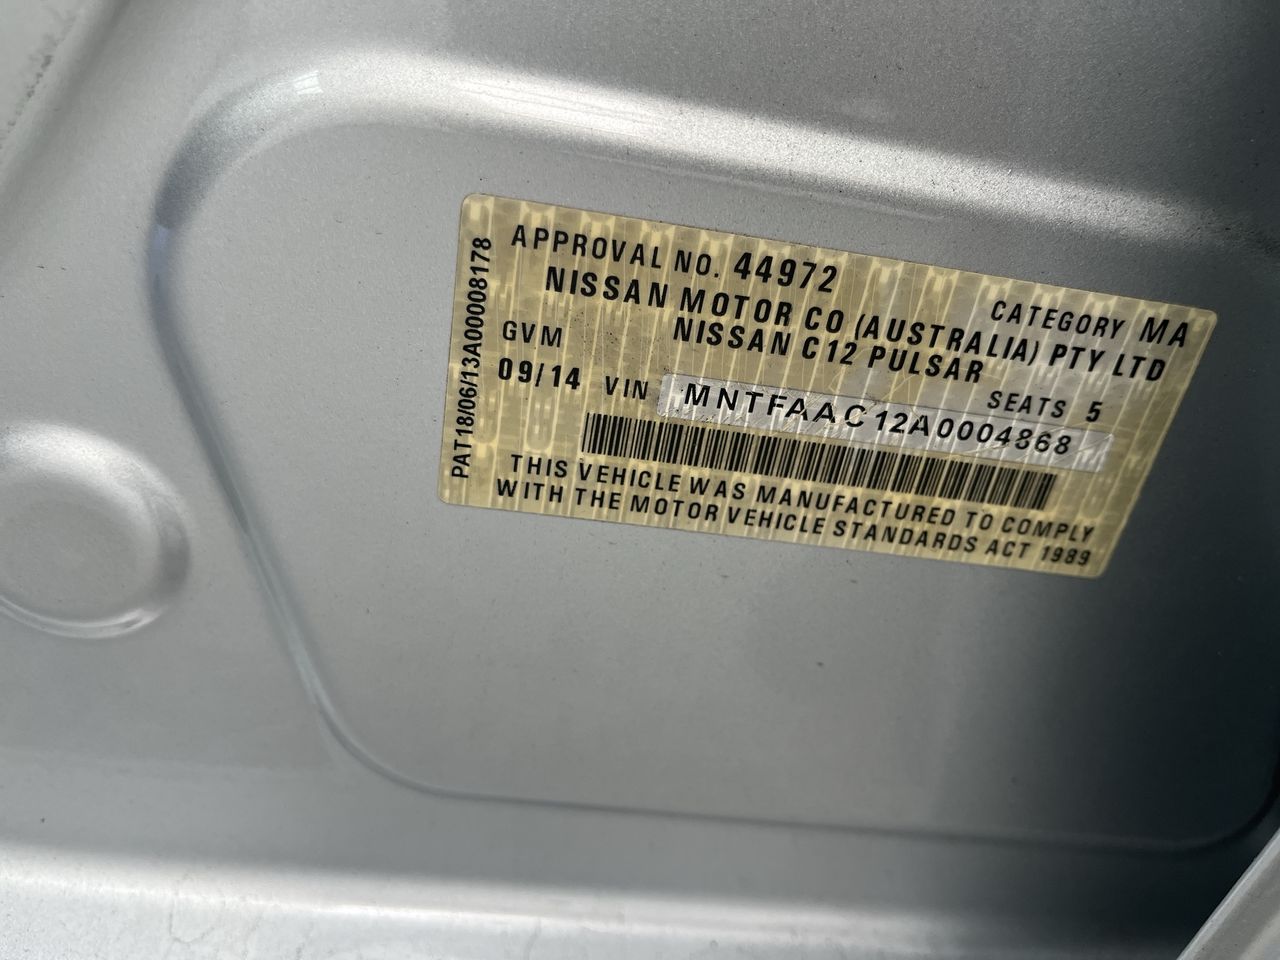 APPROVAL NO. 44972
CATEGORY MA
NISSAN MOTOR CO (AUSTRALIA) PTY LTD
NISSAN C12 PULSAR
GVM
SEATS 5
09/14 VIN MNTFAAC12A0004868
THIS VEHICLE WAS MANUFACTURED TO COMPLY
WITH THE MOTOR VEHICLE STANDARDS ACT 1989
PAT18/06/13A00008178